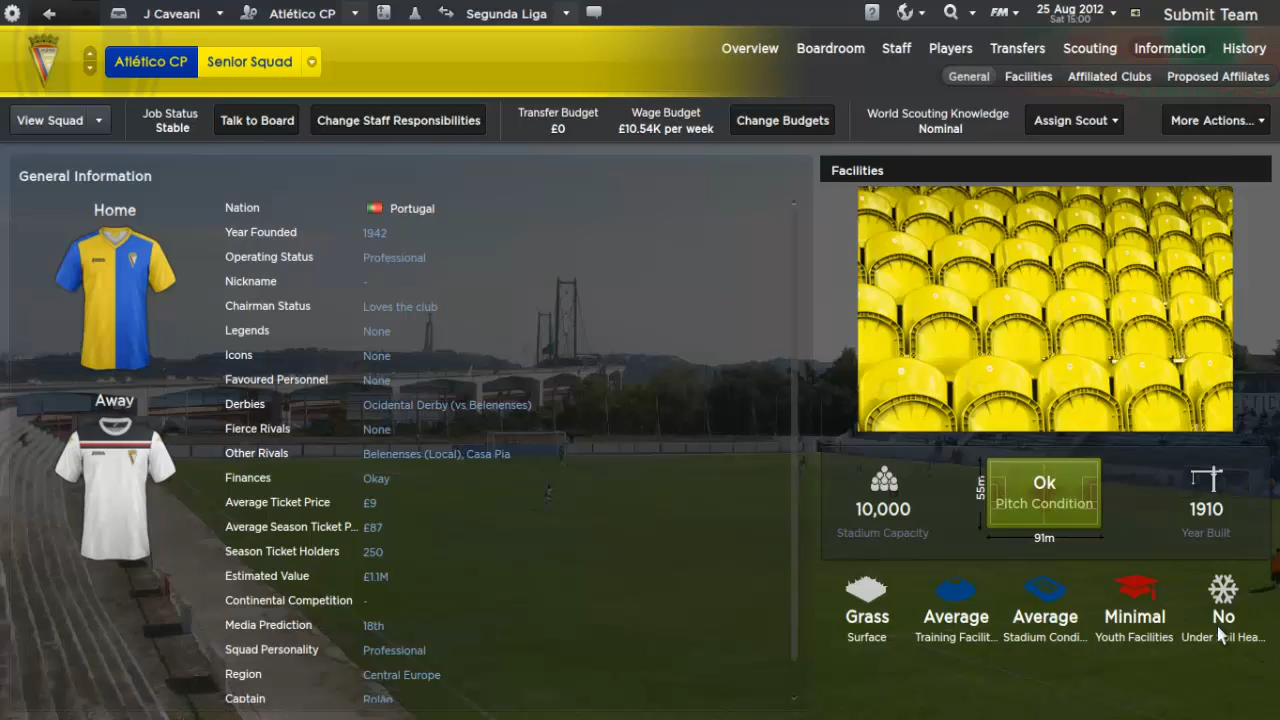 J Caveani Atlético CP Segunda Liga ? FM 25 Aug 2012 Sat 15:00 Submit Team
Atlético CP Senior Squad
Overview Boardroom Staff Players Transfers Scouting Information History
General Facilities Affiliated Clubs Proposed Affiliates
View Squad Job Status Stable Talk to Board Change Staff Responsibilities Transfer Budget £0 Wage Budget £10.54K per week Change Budgets World Scouting Knowledge Nominal Assign Scout More Actions...
General Information
Home
Away
Nation Portugal
Year Founded 1942
Operating Status Professional
Nickname -
Chairman Status Loves the club
Legends None
Icons None
Favoured Personnel None
Derbies Ocidental Derby (vs Belenenses)
Fierce Rivals None
Other Rivals Belenenses (Local), Casa Pia
Finances Okay
Average Ticket Price £9
Average Season Ticket P... £87
Season Ticket Holders 250
Estimated Value £1.1M
Continental Competition -
Media Prediction 18th
Squad Personality Professional
Region Central Europe
Captain Rolão
Facilities
10,000
Stadium Capacity
55m
Ok
Pitch Condition
91m
1910
Year Built
Grass
Surface
Average
Training Facilit...
Average
Stadium Condi...
Minimal
Youth Facilities
No
Under Soil Hea...